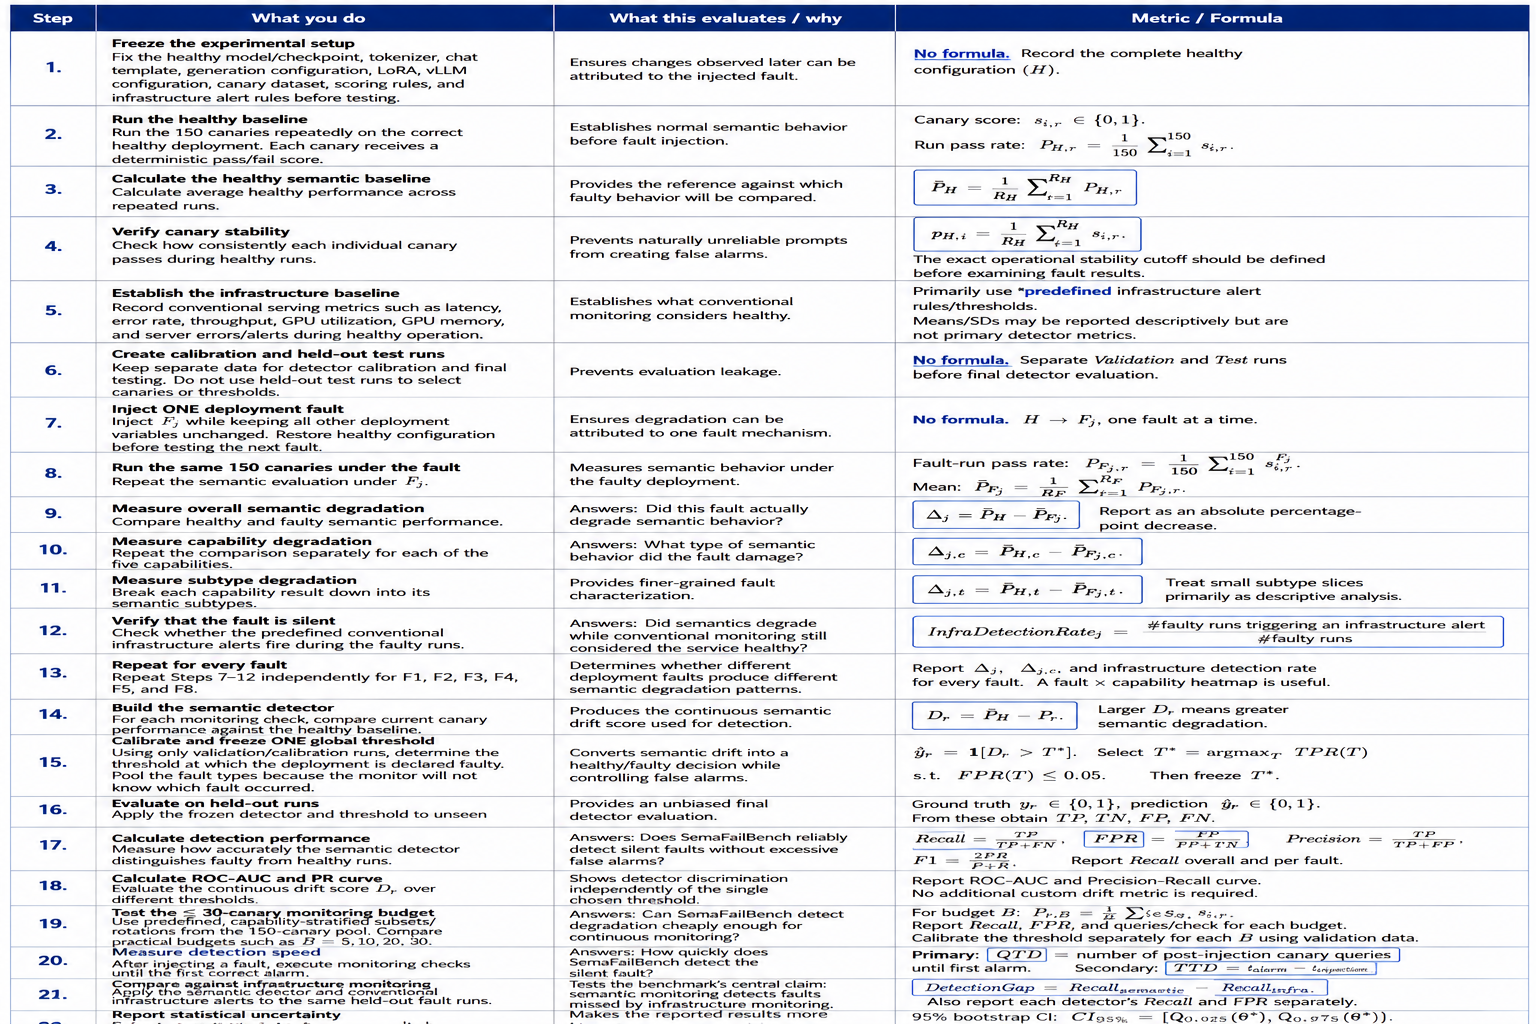 Step What you do What this evaluates / why Metric / Formula
1.
Freeze the experimental setup
Fix the healthy model/checkpoint, tokenizer, chat
template, generation configuration, LoRA, vLLM
configuration, canary dataset, scoring rules, and
infrastructure alert rules before testing.
Ensures changes observed later can be
attributed to the injected fault.
No formula. Record the complete healthy
configuration (H).
2.
Run the healthy baseline
Run the 150 canaries repeatedly on the correct
healthy deployment. Each canary receives a
deterministic pass/fail score.
Establishes normal semantic behavior
before fault injection.
Canary score: s_{i,r} ∈ {0,1}.
Run pass rate: P_{H,r} = 1/150 ∑_{i=1}^{150} s_{i,r}.
3.
Calculate the healthy semantic baseline
Calculate average healthy performance across
repeated runs.
Provides the reference against which
faulty behavior will be compared.
P̄_H = 1/R_H ∑_{r=1}^{R_H} P_{H,r}
4.
Verify canary stability
Check how consistently each individual canary
passes during healthy runs.
Prevents naturally unreliable prompts
from creating false alarms.
p_{H,i} = 1/R_H ∑_{r=1}^{R_H} s_{i,r}.
The exact operational stability cutoff should be defined
before examining fault results.
5.
Establish the infrastructure baseline
Record conventional serving metrics such as latency,
error rate, throughput, GPU utilization, GPU memory,
and server errors/alerts during healthy operation.
Establishes what conventional
monitoring considers healthy.
Primarily use *predefined infrastructure alert
rules/thresholds.
Means/SDs may be reported descriptively but are
not primary detector metrics.
6.
Create calibration and held-out test runs
Keep separate data for detector calibration and final
testing. Do not use held-out test runs to select
canaries or thresholds.
Prevents evaluation leakage.
No formula. Separate Validation and Test runs
before final detector evaluation.
7.
Inject ONE deployment fault
Inject F_j while keeping all other deployment
variables unchanged. Restore healthy configuration
before testing the next fault.
Ensures degradation can be
attributed to one fault mechanism.
No formula. H → F_j, one fault at a time.
8.
Run the same 150 canaries under the fault
Repeat the semantic evaluation under F_j.
Measures semantic behavior under
the faulty deployment.
Fault-run pass rate: P_{F_j,r} = 1/150 ∑_{i=1}^{150} s_{i,r}^{F_j}.
Mean: P̄_{F_j} = 1/R_F ∑_{r=1}^{R_F} P_{F_j,r}.
9.
Measure overall semantic degradation
Compare healthy and faulty semantic performance.
Answers: Did this fault actually
degrade semantic behavior?
Δ_j = P̄_H − P̄_{F_j}. Report as an absolute percentage-
point decrease.
10.
Measure capability degradation
Repeat the comparison separately for each of the
five capabilities.
Answers: What type of semantic
behavior did the fault damage?
Δ_{j,c} = P̄_{H,c} − P̄_{F_j,c}.
11.
Measure subtype degradation
Break each capability result down into its
semantic subtypes.
Provides finer-grained fault
characterization.
Δ_{j,t} = P̄_{H,t} − P̄_{F_j,t}. Treat small subtype slices
primarily as descriptive analysis.
12.
Verify that the fault is silent
Check whether the predefined conventional
infrastructure alerts fire during the faulty runs.
Answers: Did semantics degrade
while conventional monitoring still
considered the service healthy?
InfraDetectionRate_j = #faulty runs triggering an infrastructure alert / #faulty runs
13.
Repeat for every fault
Repeat Steps 7–12 independently for F1, F2, F3, F4,
F5, and F8.
Determines whether different
deployment faults produce different
semantic degradation patterns.
Report Δ_j, Δ_{j,c}, and infrastructure detection rate
for every fault. A fault × capability heatmap is useful.
14.
Build the semantic detector
For each monitoring check, compare current canary
performance against the healthy baseline.
Produces the continuous semantic
drift score used for detection.
D_r = P̄_H − P_r. Larger D_r means greater
semantic degradation.
15.
Calibrate and freeze ONE global threshold
Using only validation/calibration runs, determine the
threshold at which the deployment is declared faulty.
Pool the fault types because the monitor will not
know which fault occurred.
Converts semantic drift into a
healthy/faulty decision while
controlling false alarms.
ŷ_r = 1[D_r > T*]. Select T* = argmax_T TPR(T)
s.t. FPR(T) ≤ 0.05. Then freeze T*.
16.
Evaluate on held-out runs
Apply the frozen detector and threshold to unseen
Provides an unbiased final
detector evaluation.
Ground truth y_r ∈ {0,1}, prediction ŷ_r ∈ {0,1}.
From these obtain TP, TN, FP, FN.
17.
Calculate detection performance
Measure how accurately the semantic detector
distinguishes faulty from healthy runs.
Answers: Does SemaFailBench reliably
detect silent faults without excessive
false alarms?
Recall = TP/TP+FN, FPR = FP/FP+TN, Precision = TP/TP+FP.
F1 = 2PR/P+R. Report Recall overall and per fault.
18.
Calculate ROC-AUC and PR curve
Evaluate the continuous drift score D_r over
different thresholds.
Shows detector discrimination
independently of the single
chosen threshold.
Report ROC-AUC and Precision–Recall curve.
No additional custom drift metric is required.
19.
Test the ≤ 30-canary monitoring budget
Use predefined, capability-stratified subsets/
rotations from the 150-canary pool. Compare
practical budgets such as B = 5, 10, 20, 30.
Answers: Can SemaFailBench detect
degradation cheaply enough for
continuous monitoring?
For budget B: P_{r,B} = 1/B ∑_{i∈S_B} s_{i,r}.
Report Recall, FPR, and queries/check for each budget.
Calibrate the threshold separately for each B using validation data.
20.
Measure detection speed
After injecting a fault, execute monitoring checks
until the first correct alarm.
Answers: How quickly does
SemaFailBench detect the
silent fault?
Primary: QTD = number of post-injection canary queries
until first alarm. Secondary: TTD = t_{alarm} − t_{injection}
21.
Compare against infrastructure monitoring
Apply the semantic detector and conventional
infrastructure alerts to the same held-out fault runs.
Tests the benchmark's central claim:
semantic monitoring detects faults
missed by infrastructure monitoring.
DetectionGap = Recall_{semantic} − Recall_{infra}.
Also report each detector's Recall and FPR separately.
Report statistical uncertainty
Makes the reported results more
95% bootstrap CI: CI_{95%} = [Q_{0.025}(θ*), Q_{0.975}(θ*)].